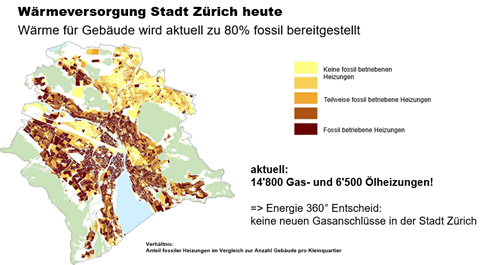 Wärmeversorgung Stadt Zürich heute
Wärme für Gebäude wird aktuell zu 80% fossil bereitgestellt
Keine fossil betriebenen
Heizungen
Teilweise fossil betriebene Heizungen
Fossil betriebene Heizungen
aktuell:
14'800 Gas- und 6'500 Ölheizungen!
=> Energie 360° Entscheid:
keine neuen Gasanschlüsse in der Stadt Zürich
Verhältnis:
Anteil fossiler Heizungen im Vergleich zur Anzahl Gebäude pro Kleinquartier